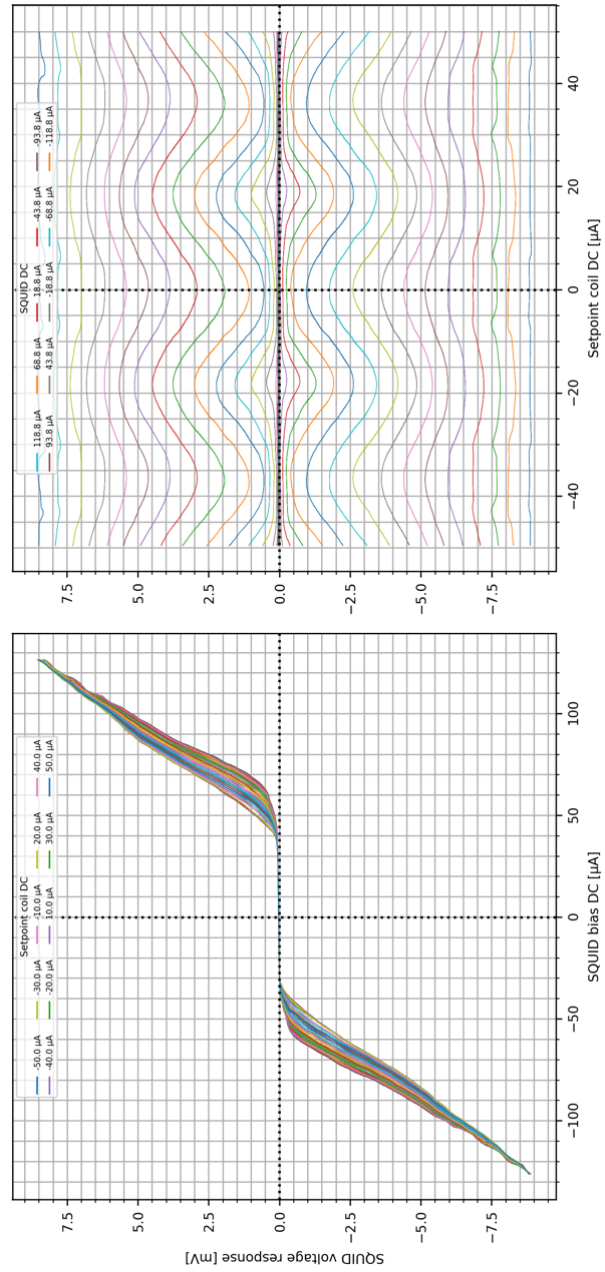 SQUID voltage response [mV]
7.5
5.0
2.5
0.0
−2.5
−5.0
−7.5
Setpoint coil DC
-50.0 µA -30.0 µA -10.0 µA 20.0 µA 40.0 µA
-40.0 µA -20.0 µA 10.0 µA 30.0 µA 50.0 µA
−100 −50 0 50 100
SQUID bias DC [µA]
7.5
5.0
2.5
0.0
−2.5
−5.0
−7.5
SQUID DC
118.8 µA 68.8 µA 18.8 µA -43.8 µA -93.8 µA
93.8 µA 43.8 µA -18.8 µA -68.8 µA -118.8 µA
−40 −20 0 20 40
Setpoint coil DC [µA]